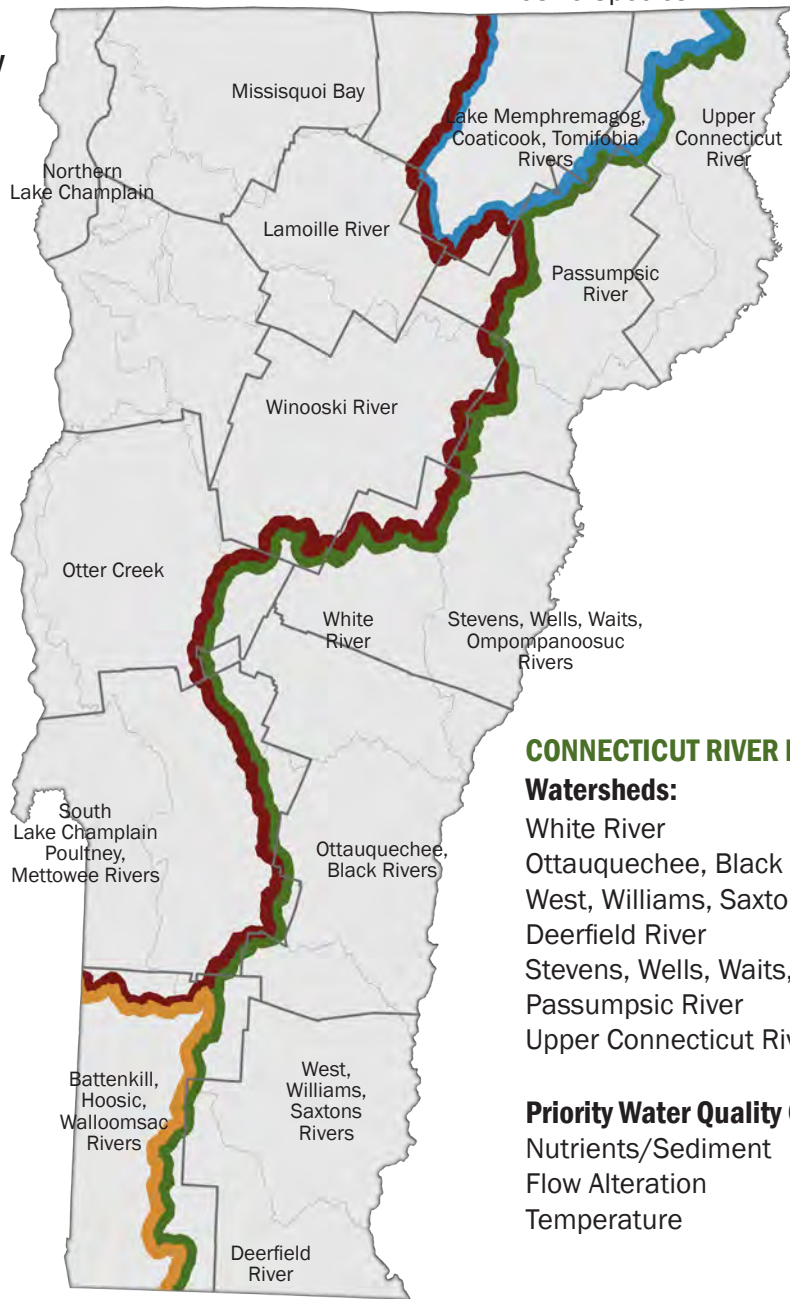 Missisquoi Bay
Lake Memphremagog,
Coaticook, Tomifobia
Rivers
Upper
Connecticut
River
Northern
Lake Champlain
Lamoille River
Passumpsic
River
Winooski River
Otter Creek
White
River
Stevens, Wells, Waits,
Ompompanoosuc
Rivers
South
Lake Champlain
Poultney,
Mettowee Rivers
Ottauquechee,
Black Rivers
Battenkill,
Hoosic,
Walloomsac
Rivers
West,
Williams,
Saxtons
Rivers
Deerfield
River
CONNECTICUT RIVER
Watersheds:
White River
Ottauquechee, Black
West, Williams,
Deerfield River
Stevens, Wells, Waits,
Passumpsic River
Upper Connecticut
Priority Water Quality
Nutrients/Sediment
Flow Alteration
Temperature